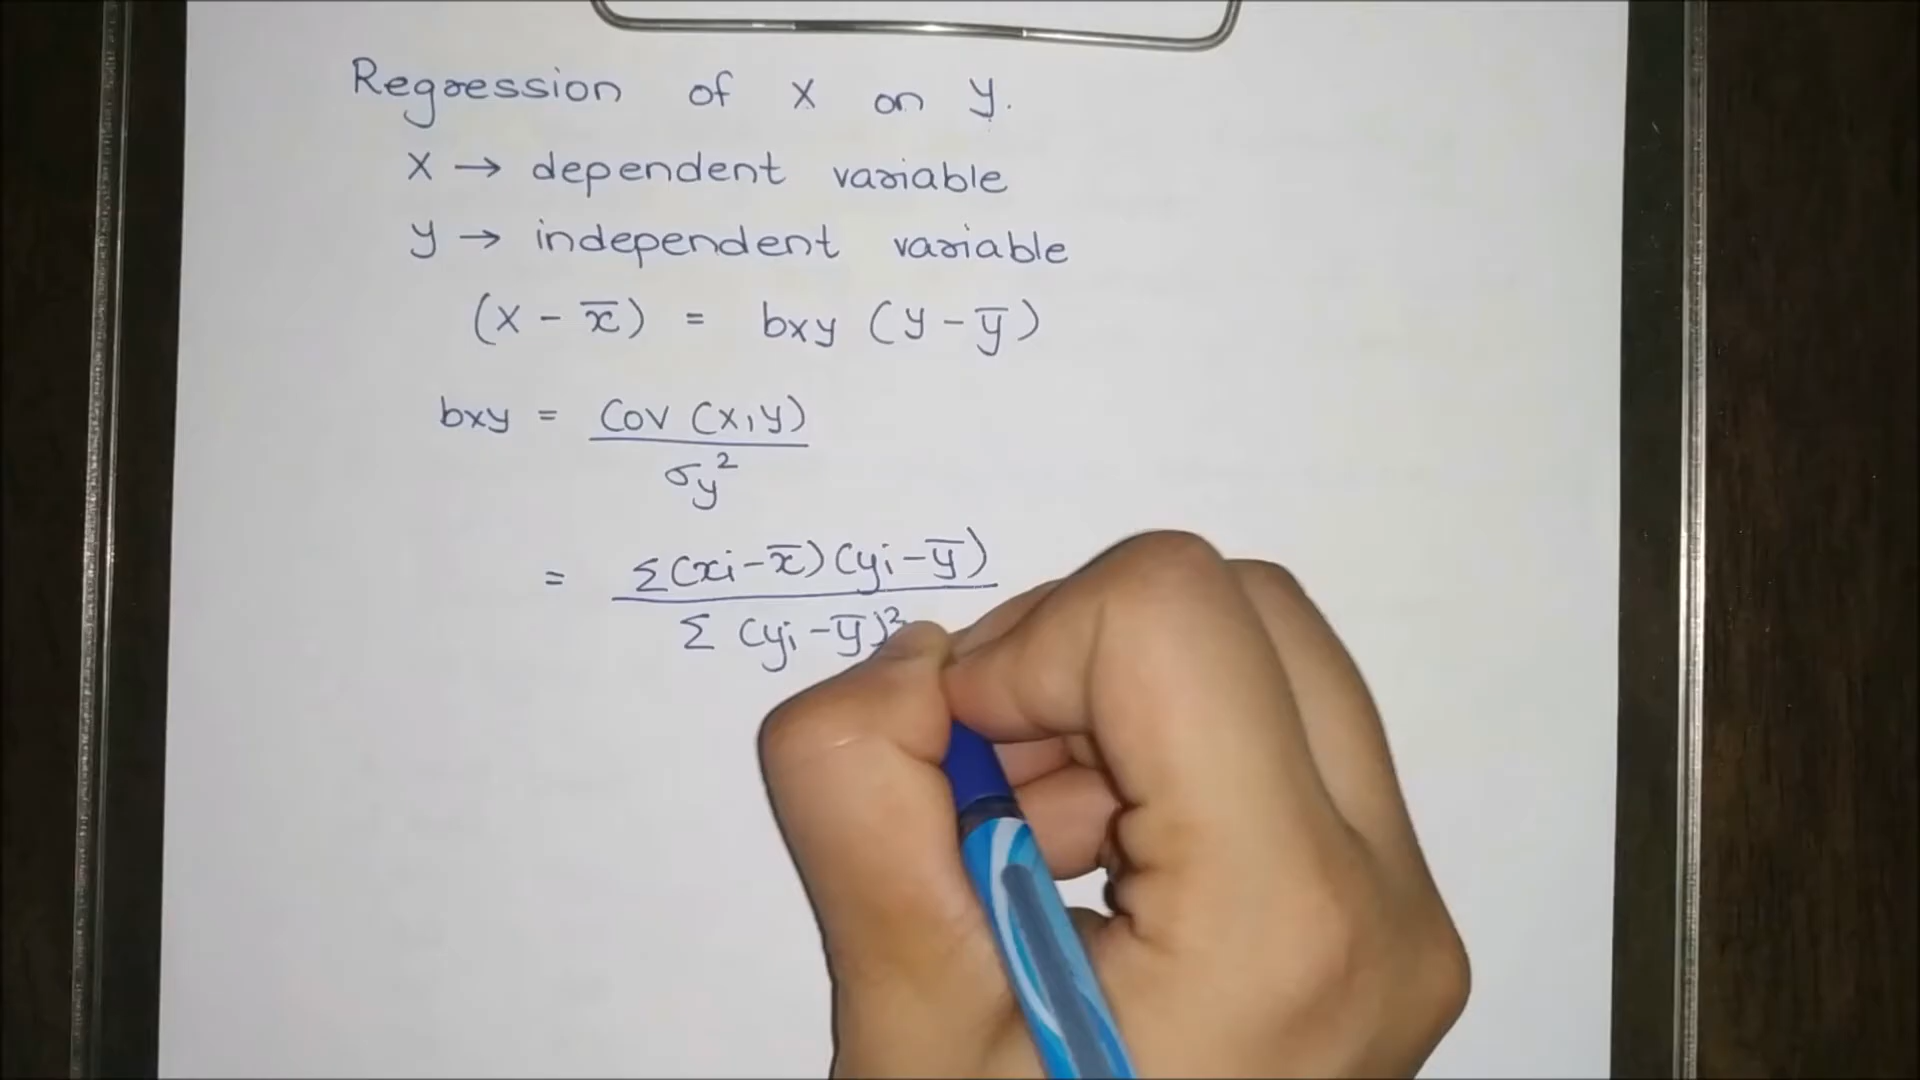 Regression of x on y.
x → dependent variable
y → independent variable
(x - x̅) = bxy (y - y̅)
bxy = Cov (x,y)
σy²
= Σ(xi - x̅)(yi - y̅)
Σ (yi - y̅)²